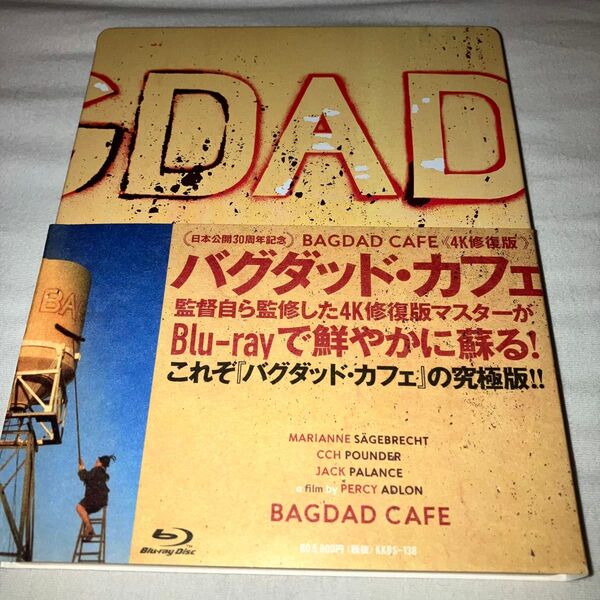 GDAD
《日本公開30周年記念》 BAGDAD CAFE《4K修復版》
バグダッド・カフェ
監督自ら監修した4K修復版マスターが
Blu-rayで鮮やかに蘇る!
これぞ『バグダッド・カフェ』の究極版!!
BA
MARIANNE SÄGEBRECHT
CCH POUNDER
JACK PALANCE
a film by PERCY ADLON
BAGDAD CAFE
Blu-ray Disc™
KKBS-138